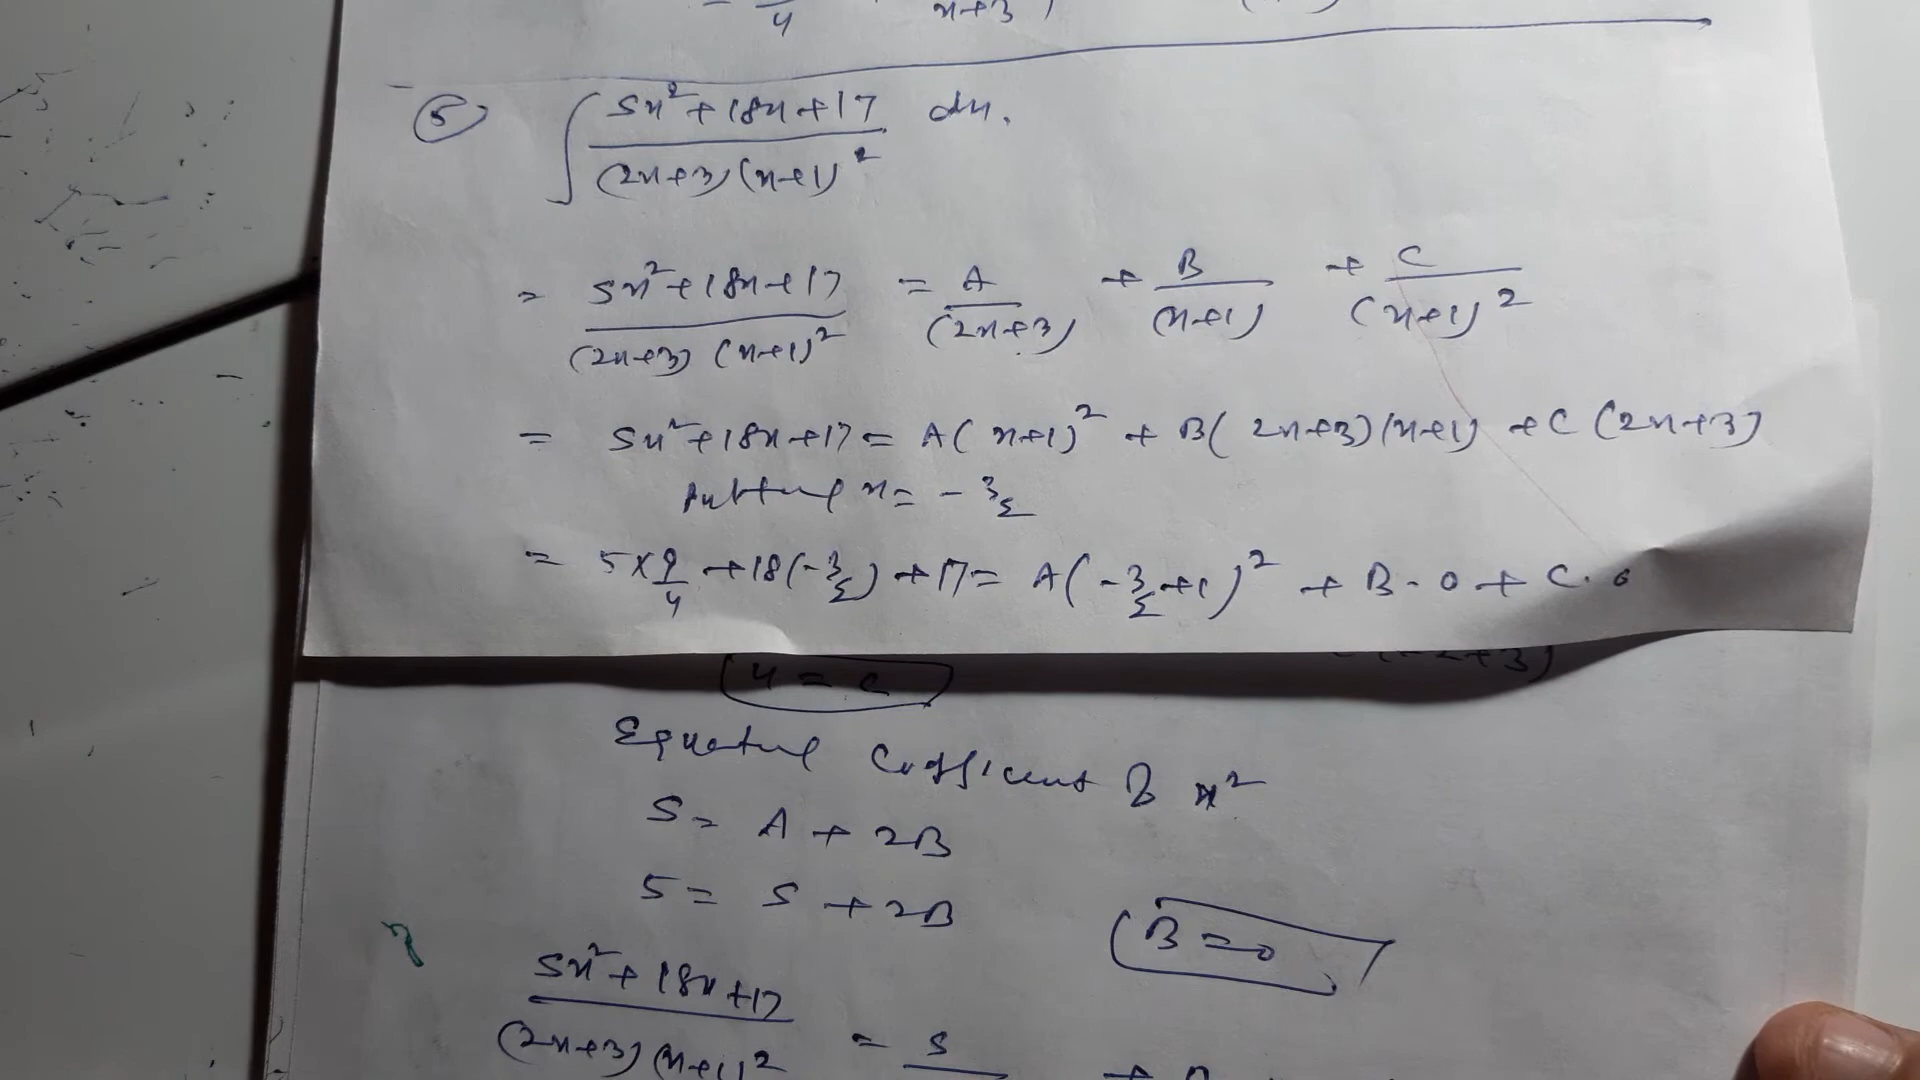 4 x+3 )
⑤ ∫ 5x²+18x+17 / (2x+3)(x+1)² dx.
= 5x²+18x+17 / (2x+3)(x+1)² = A / (2x+3) + B / (x+1) + C / (x+1)²
= 5x²+18x+17 = A(x+1)² + B(2x+3)(x+1) + C(2x+3)
Putting x = -3/2
= 5×9/4 + 18(-3/2) + 17 = A(-3/2+1)² + B-0 + C.0
4 = C
Equating Coefficient of x²
5 = A + 2B
5 = 5 + 2B B=0
5x²+18x+17 / (2x+3)(x+1)² = 5